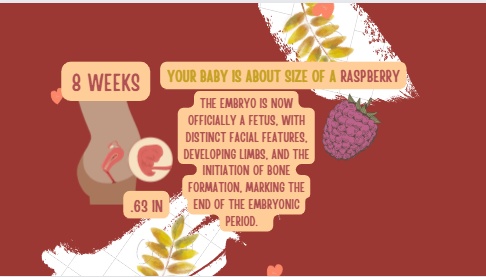 8 WEEKS
YOUR BABY IS ABOUT SIZE OF A RASPBERRY
THE EMBRYO IS NOW
OFFICIALLY A FETUS, WITH
DISTINCT FACIAL FEATURES,
DEVELOPING LIMBS, AND THE
INITIATION OF BONE
FORMATION, MARKING THE
END OF THE EMBRYONIC
PERIOD.
.63 IN